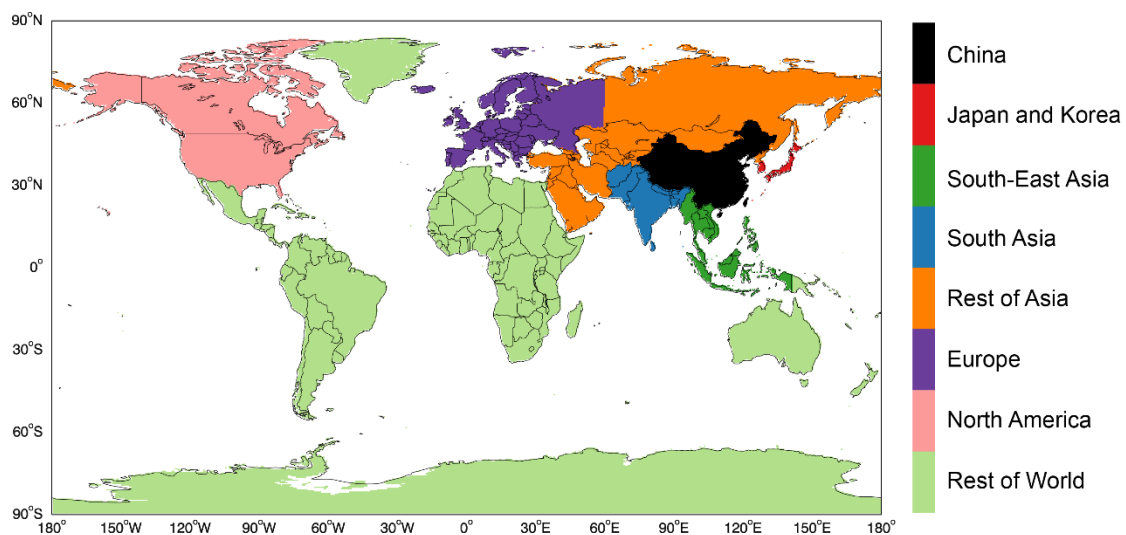 90°N
60°N
30°N
0°
30°S
60°S
90°S
180°
150°W
120°W
90°W
60°W
30°W
0°
30°E
60°E
90°E
120°E
150°E
180°
China
Japan and Korea
South-East Asia
South Asia
Rest of Asia
Europe
North America
Rest of World